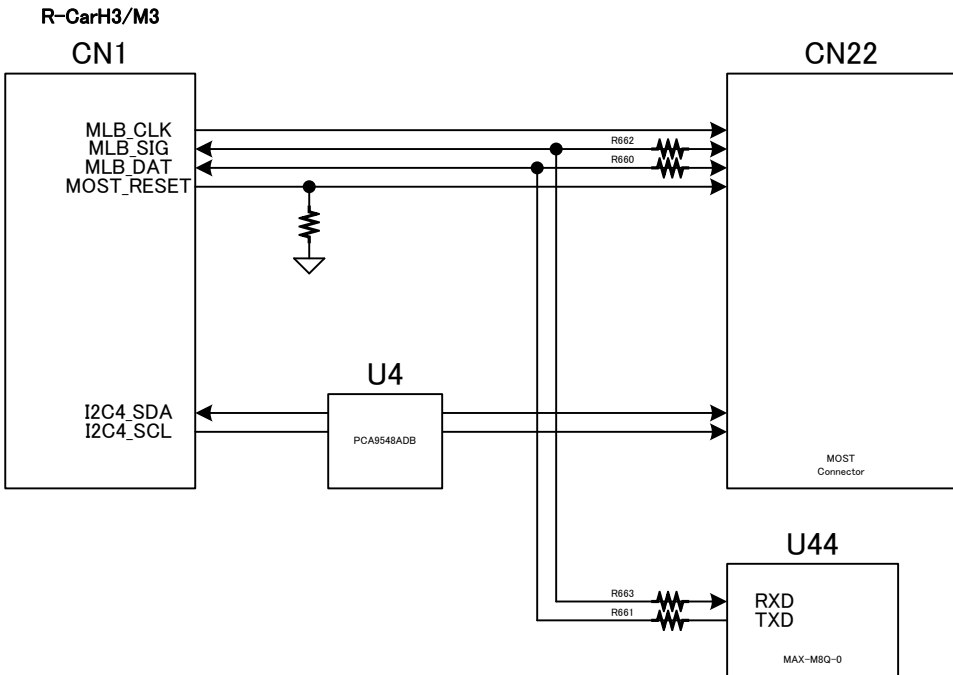 R-CarH3/M3
CN1
CN22
MLB_CLK
MLB_SIG
R662
MLB_DAT
R660
MOST_RESET
U4
I2C4_SDA
I2C4_SCL
PCA9548ADB
MOST
Connector
U44
R663
RXD
R661
TXD
MAX-M8Q-0